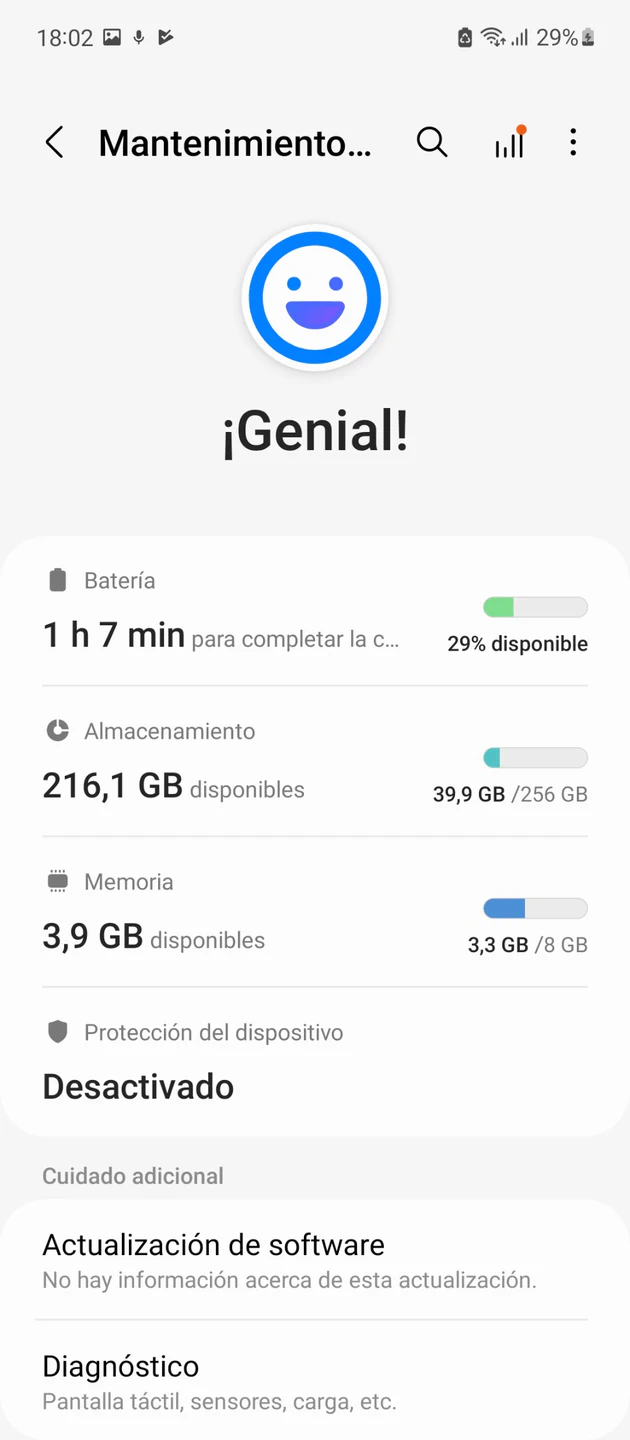 18:02 29%
Mantenimiento...
¡Genial!
Batería
1 h 7 min para completar la c...
29% disponible
Almacenamiento
216,1 GB disponibles
39,9 GB /256 GB
Memoria
3,9 GB disponibles
3,3 GB /8 GB
Protección del dispositivo
Desactivado
Cuidado adicional
Actualización de software
No hay información acerca de esta actualización.
Diagnóstico
Pantalla táctil, sensores, carga, etc.